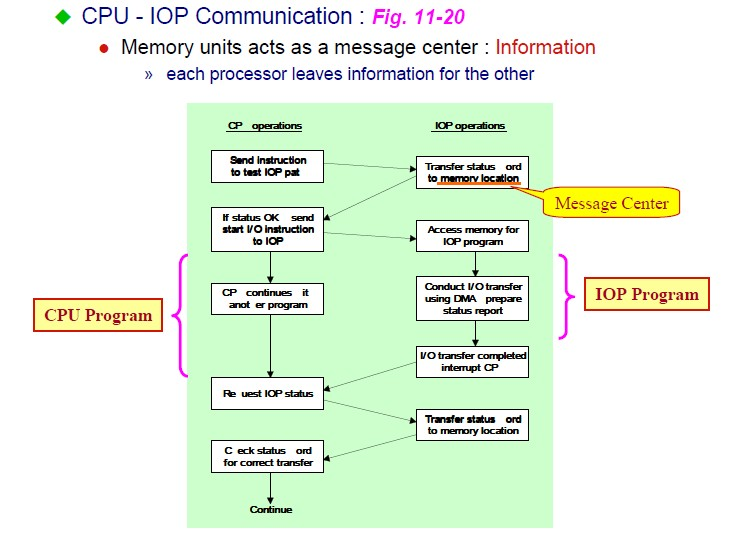 CPU - IOP Communication : Fig. 11-20
Memory units acts as a message center : Information
» each processor leaves information for the other
CP operations
IOP operations
Send instruction
to test IOP pat
Transfer status ord
to memory location
Message Center
If status OK send
start I/O instruction
to IOP
Access memory for
IOP program
CP continues it
anot er program
Conduct I/O transfer
using DMA prepare
status report
CPU Program
IOP Program
I/O transfer completed
interrupt CP
Re uest IOP status
Transfer status ord
to memory location
C eck status ord
for correct transfer
Continue